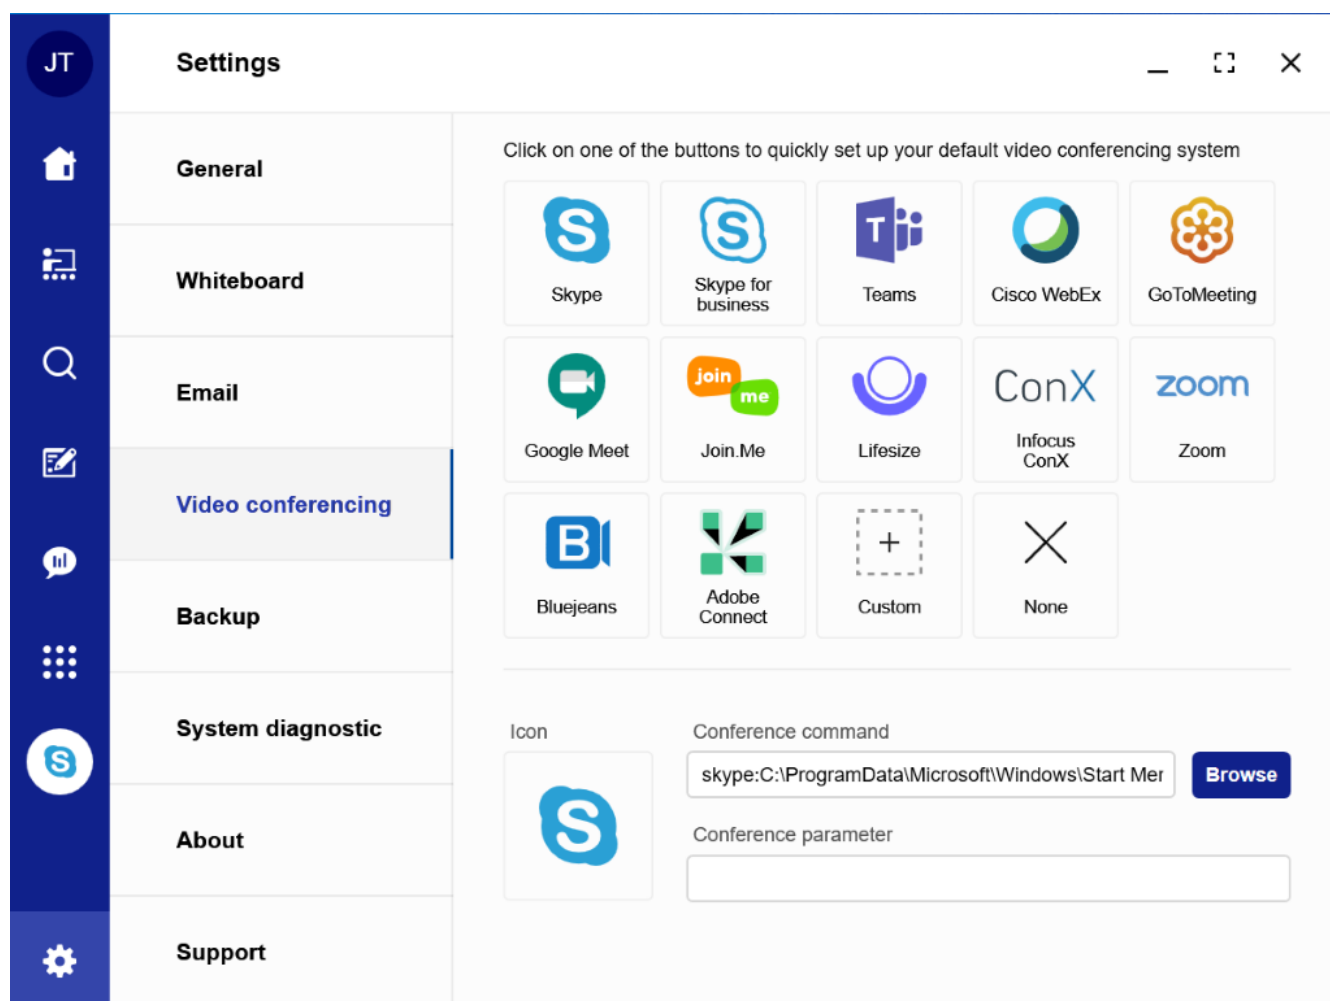 JT
Settings
General
Whiteboard
Email
Video conferencing
Backup
System diagnostic
About
Support
Click on one of the buttons to quickly set up your default video conferencing system
Skype
Skype for
business
Teams
Cisco WebEx
GoToMeeting
Google Meet
join
me
Join.Me
Lifesize
ConX
Infocus
ConX
zoom
Zoom
B
Bluejeans
Adobe
Connect
Custom
None
Icon
Conference command
skype:C:\ProgramData\Microsoft\Windows\Start Mer
Browse
Conference parameter